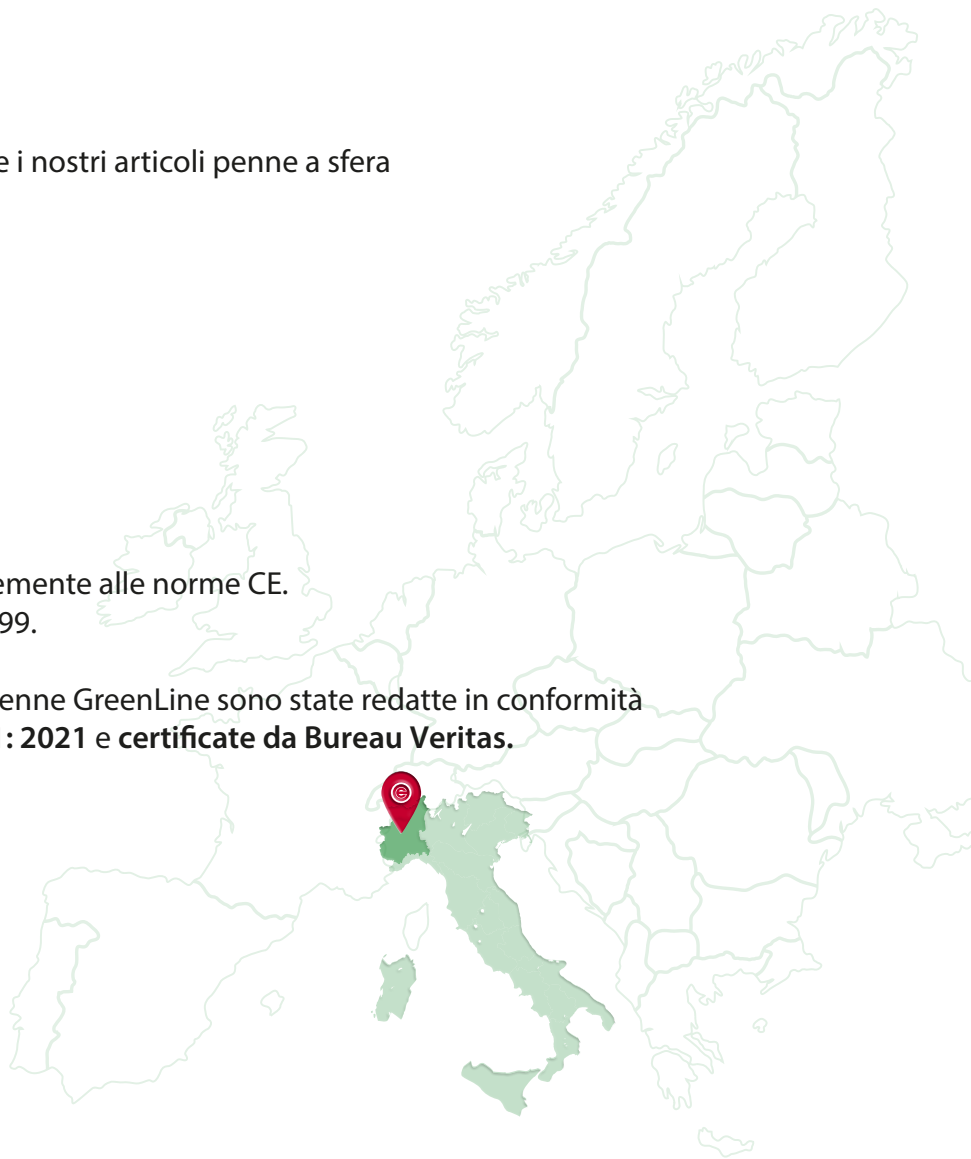 e i nostri articoli penne a sfera
emente alle norme CE.
99.
enne GreenLine sono state redatte in conformità
: 2021 e certificate da Bureau Veritas.
e